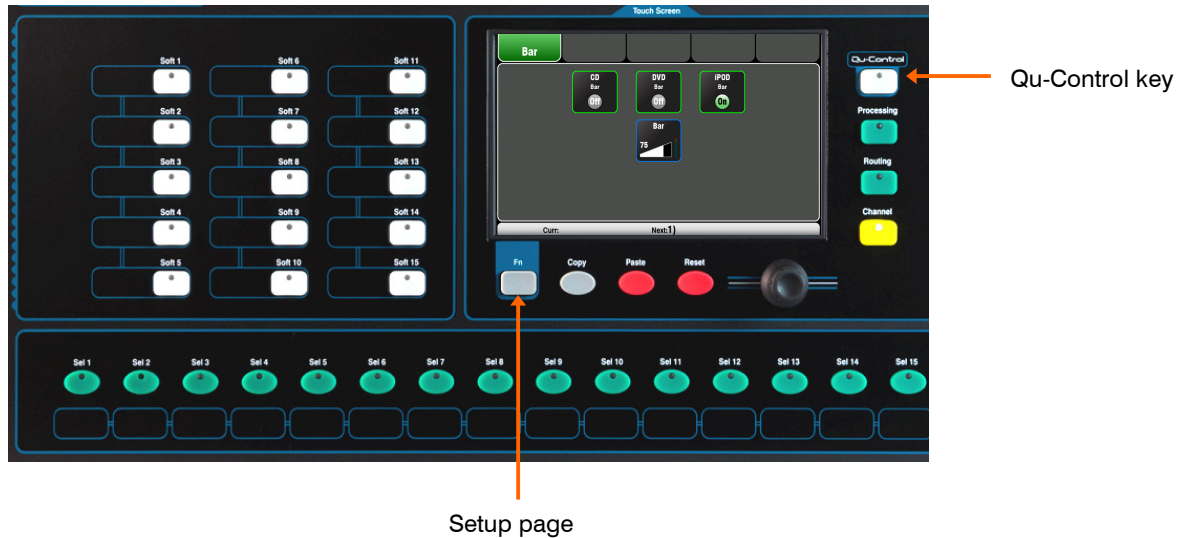 Touch Screen
Soft 1 Soft 6 Soft 11
Soft 2 Soft 7 Soft 12
Soft 3 Soft 8 Soft 13
Soft 4 Soft 9 Soft 14
Soft 5 Soft 10 Soft 15
Bar
CD DVD iPOD
Bar Bar Bar
Off Off On
Bar
75
Curr: Next:1)
Qu-Control
Processing
Routing
Channel
Qu-Control key
Fn Copy Paste Reset
Sel 1 Sel 2 Sel 3 Sel 4 Sel 5 Sel 6 Sel 7 Sel 8 Sel 9 Sel 10 Sel 11 Sel 12 Sel 13 Sel 14 Sel 15
Setup page